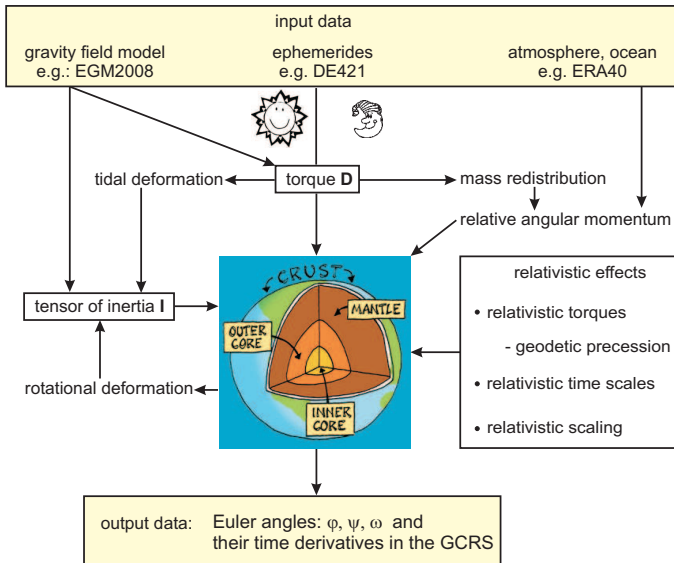 input data
gravity field model
e.g.: EGM2008
ephemerides
e.g. DE421
atmosphere, ocean
e.g. ERA40
tidal deformation
torque D
mass redistribution
relative angular momentum
CRUST
MANTLE
OUTER
CORE
INNER
CORE
tensor of inertia I
rotational deformation
relativistic effects
• relativistic torques
- geodetic precession
• relativistic time scales
• relativistic scaling
output data: Euler angles: φ, ψ, ω and
their time derivatives in the GCRS